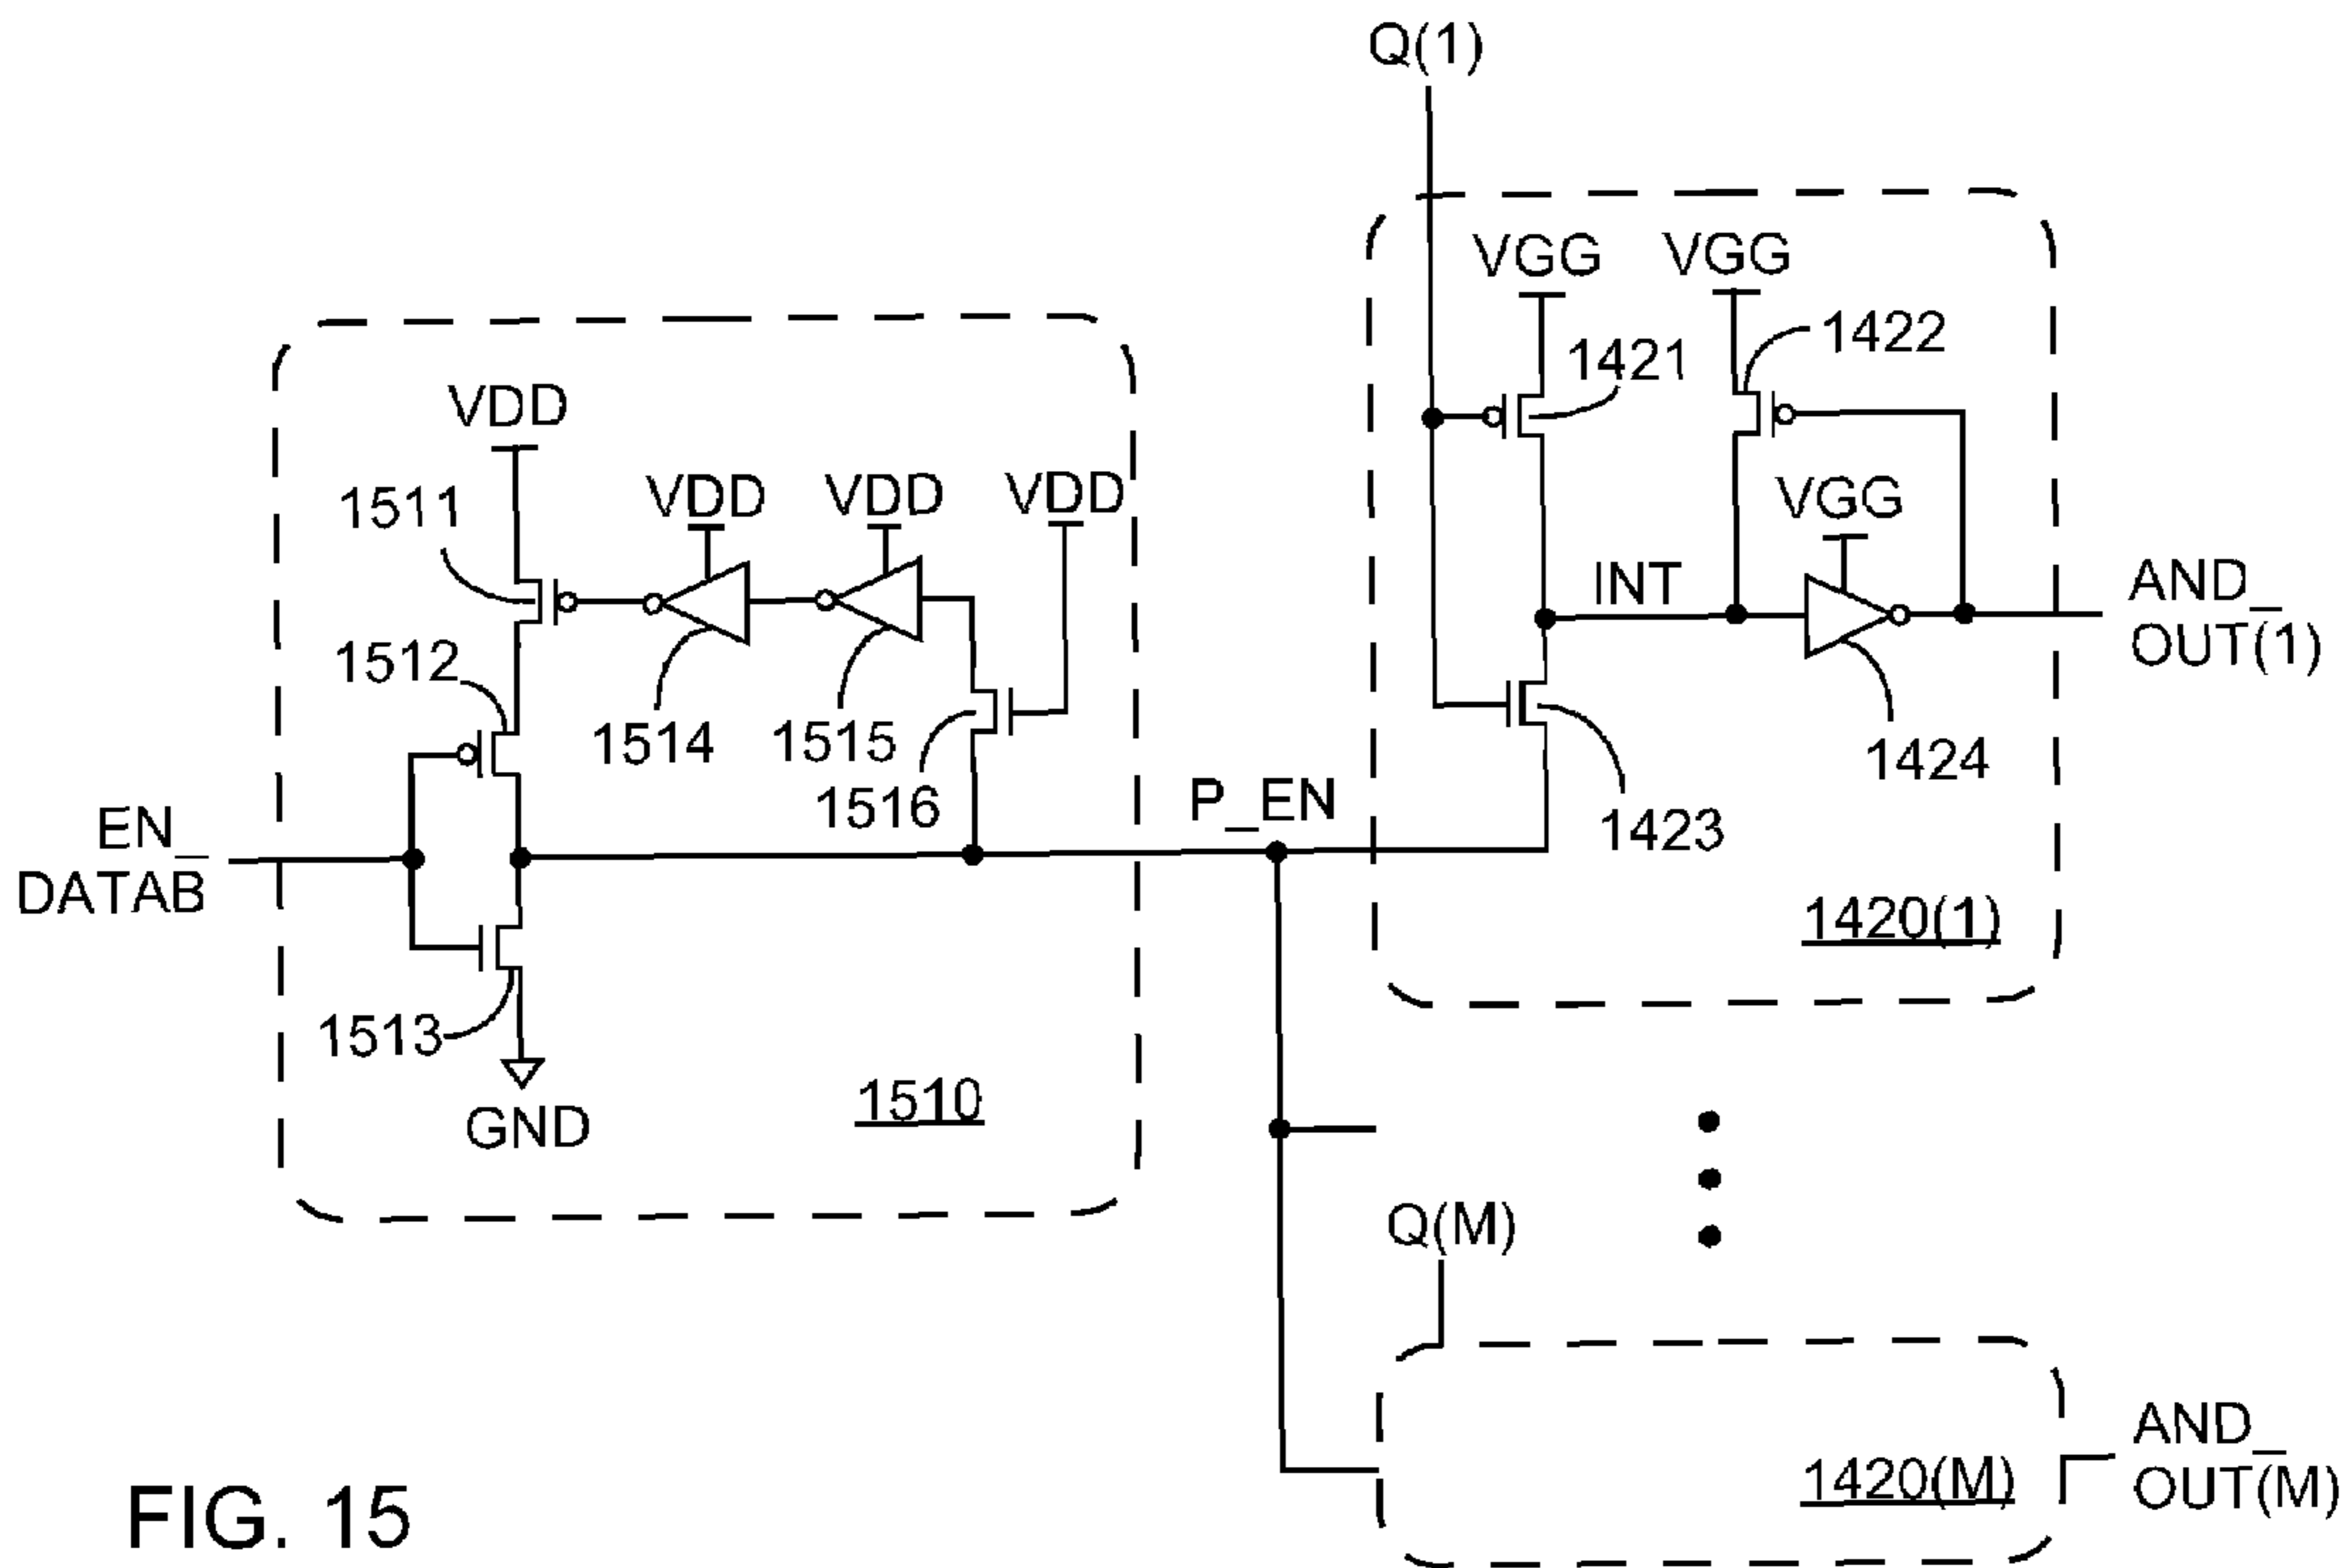 Q(1)
VGG
VGG
1422
1421
VDD
VDD
VDD
VDD
1511
VGG
INT
AND_
OUT(1)
1512
1514
1515
1516
1424
P_EN
1423
EN_
DATAB
1420(1)
1513
1510
GND
Q(M)
AND_
OUT(M)
1420(M)
FIG. 15